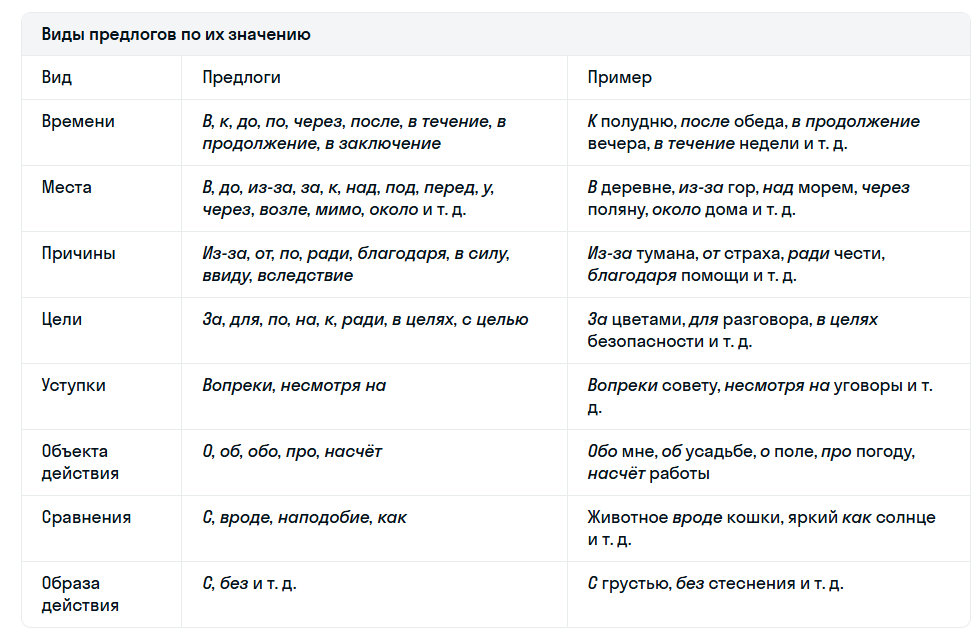 Виды предлогов по их значению
Вид Предлоги Пример
Времени В, к, до, по, через, после, в течение, в К полудню, после обеда, в продолжение
продолжение, в заключение вечера, в течение недели и т. д.
Места В, до, из-за, за, к, над, под, перед, у, В деревне, из-за гор, над морем, через
через, возле, мимо, около и т. д. поляну, около дома и т. д.
Причины Из-за, от, по, ради, благодаря, в силу, Из-за тумана, от страха, ради чести,
ввиду, вследствие благодаря помощи и т. д.
Цели За, для, по, на, к, ради, в целях, с целью За цветами, для разговора, в целях
безопасности и т. д.
Уступки Вопреки, несмотря на Вопреки совету, несмотря на уговоры и т.
д.
Объекта О, об, обо, про, насчёт Обо мне, об усадьбе, о поле, про погоду,
действия насчёт работы
Сравнения С, вроде, наподобие, как Животное вроде кошки, яркий как солнце
и т. д.
Образа С, без и т. д. С грустью, без стеснения и т. д.
действия